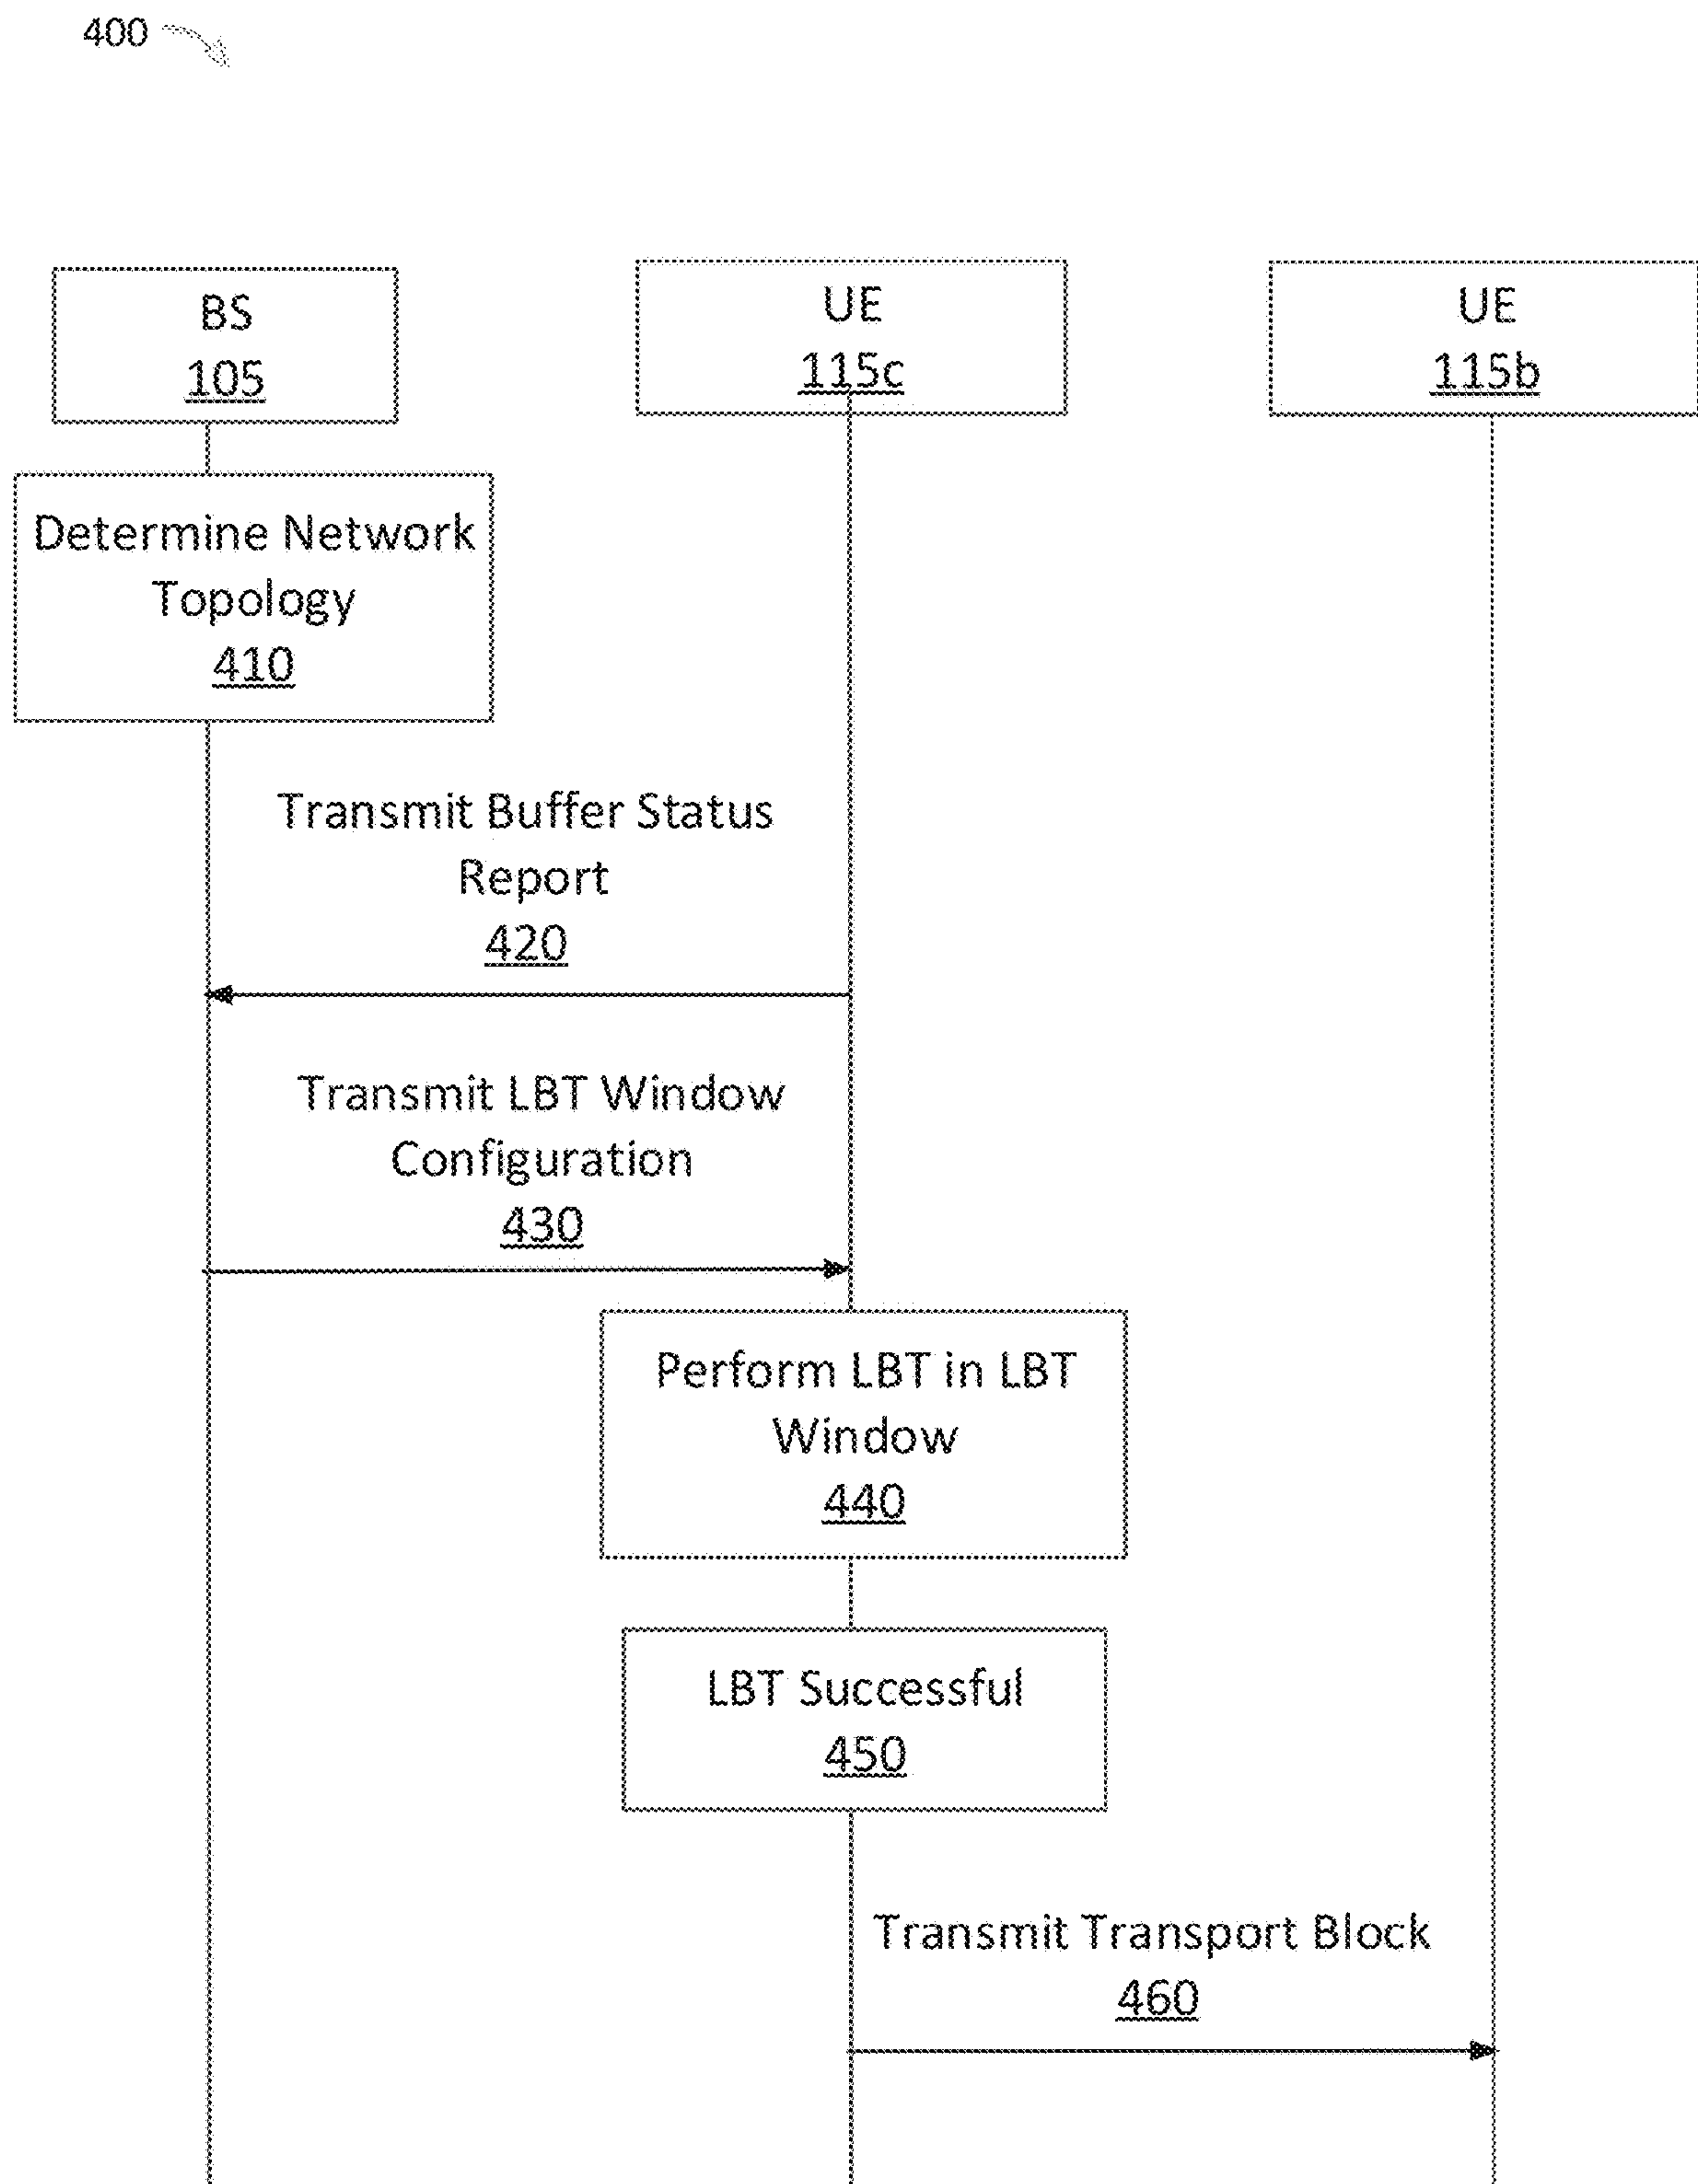 400
BS
105
UE
115c
UE
115b
Determine Network
Topology
410
Transmit Buffer Status
Report
420
Transmit LBT Window
Configuration
430
Perform LBT in LBT
Window
440
LBT Successful
450
Transmit Transport Block
460